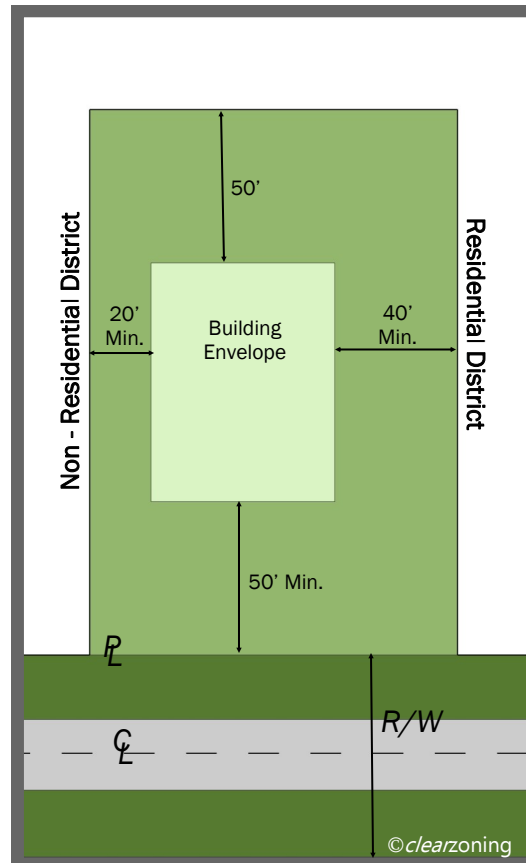 50'
Non - Residential District
Residential District
20'
Min.
Building
Envelope
40'
Min.
50' Min.
PL
CL
R/W
©clearzoning